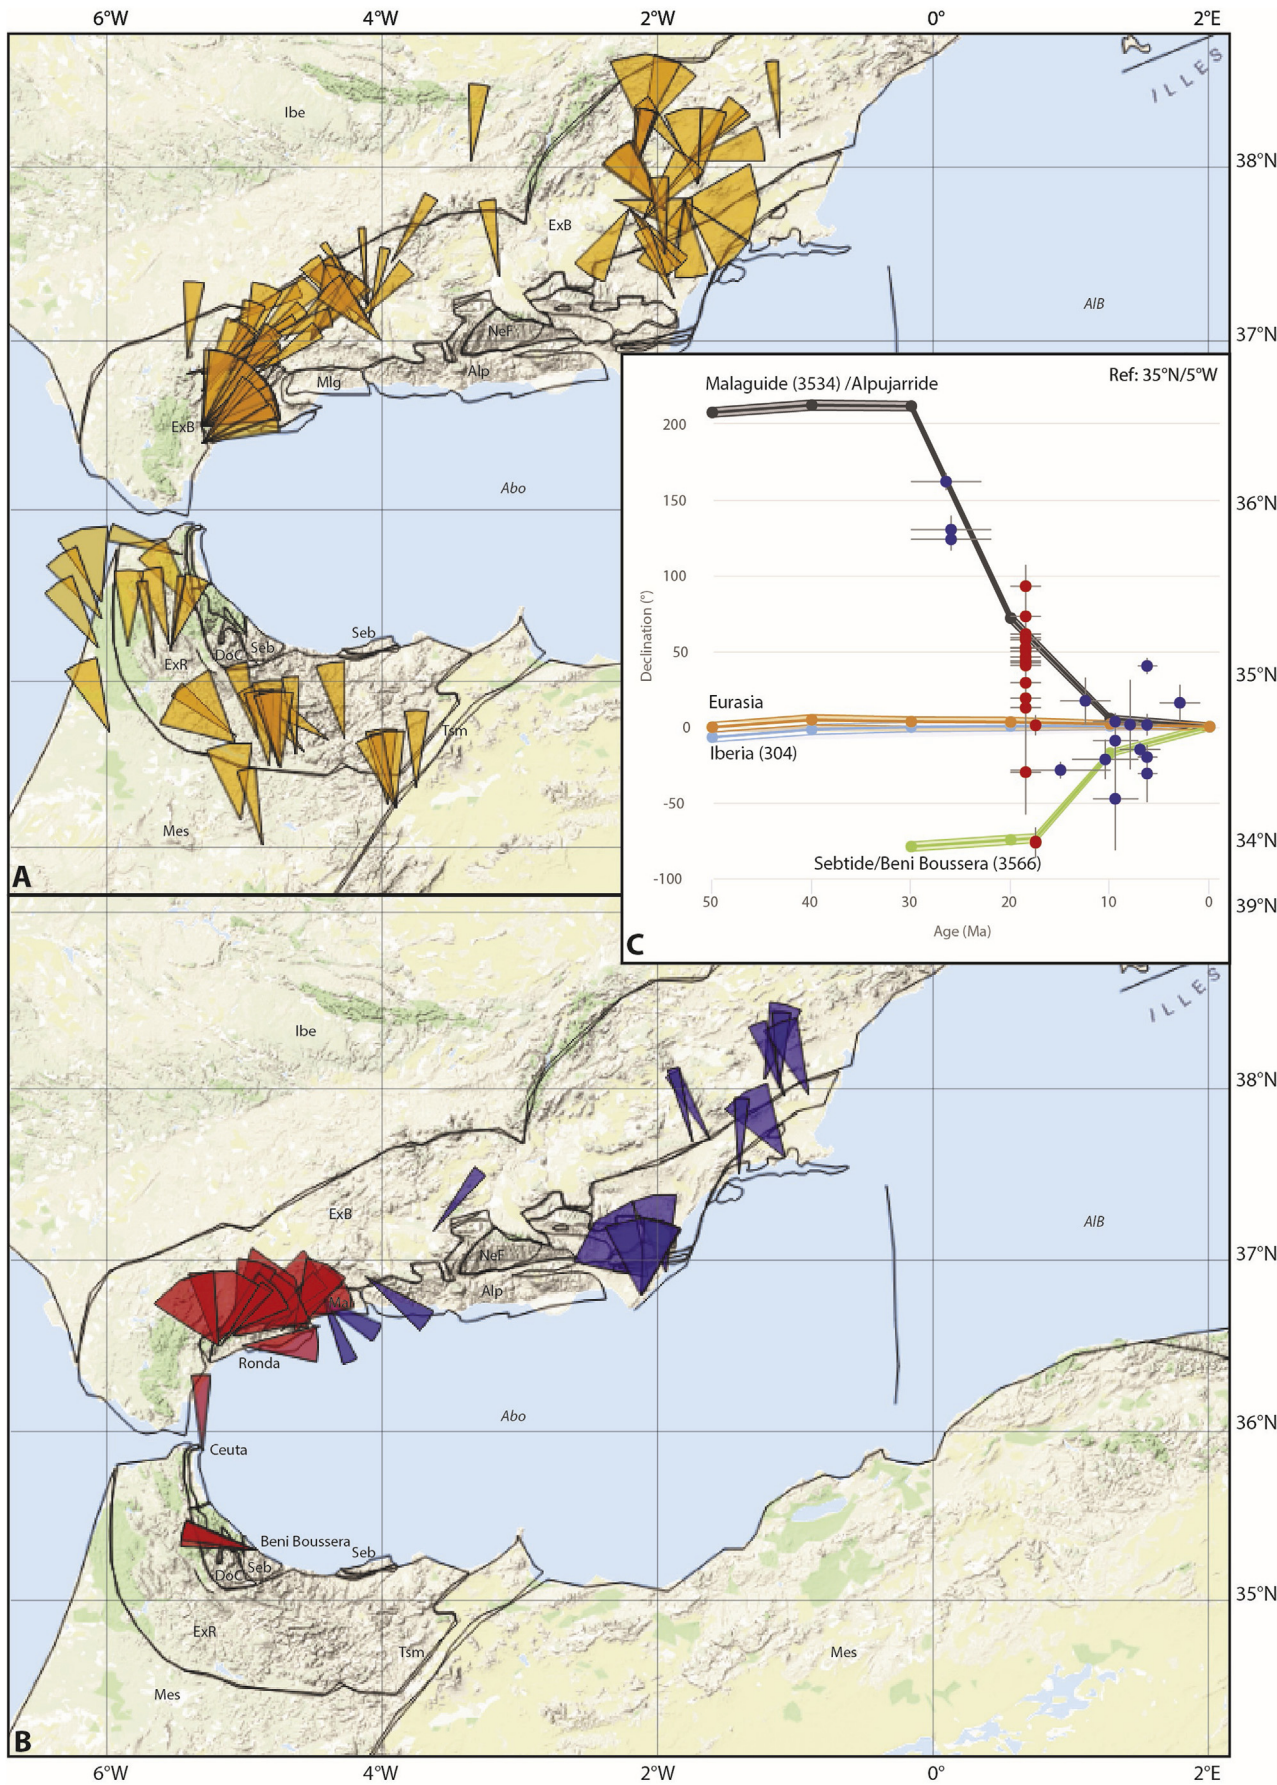 6°W 4°W 2°W 0° 2°E
ILLES
Ibe
38°N
ExB
AlB
37°N
NeF
Alp
Mlg
ExB
Abo
36°N
Seb
DoC Seb
ExR
35°N
Tsm
Mes
34°N
A
Malaguide (3534) /Alpujarride
Ref: 35°N/5°W
200
150
100
50
0
-50
-100
Declination (°)
Eurasia
Iberia (304)
Sebtide/Beni Boussera (3566)
50 40 30 20 10 0
Age (Ma)
C
39°N
ILLES
Ibe
38°N
ExB
AlB
NeF
37°N
Alp
Ronda
Abo
36°N
Ceuta
Beni Boussera
Seb
Seb
DoC
35°N
ExR
Tsm
Mes
Mes
B
6°W 4°W 2°W 0° 2°E